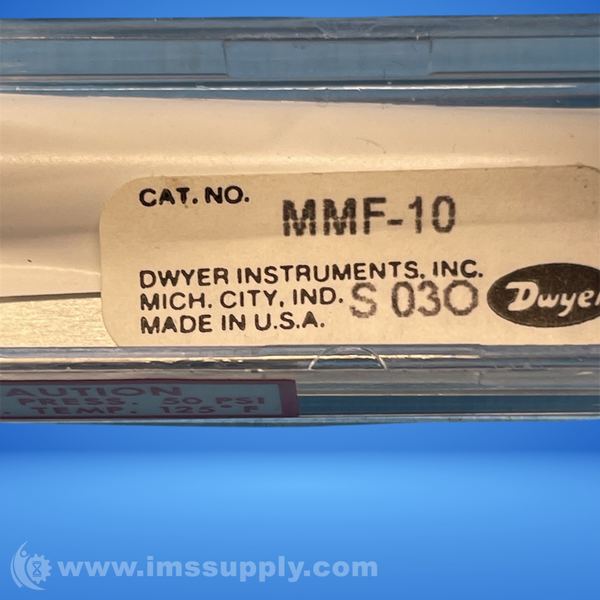 CAT. NO. MMF-10
DWYER INSTRUMENTS, INC.
MICH. CITY, IND. S 030
MADE IN U.S.A.
Dwyer
AUTION
PRESS. 50 PSI
. TEMP. 125° F
www.imssupply.com